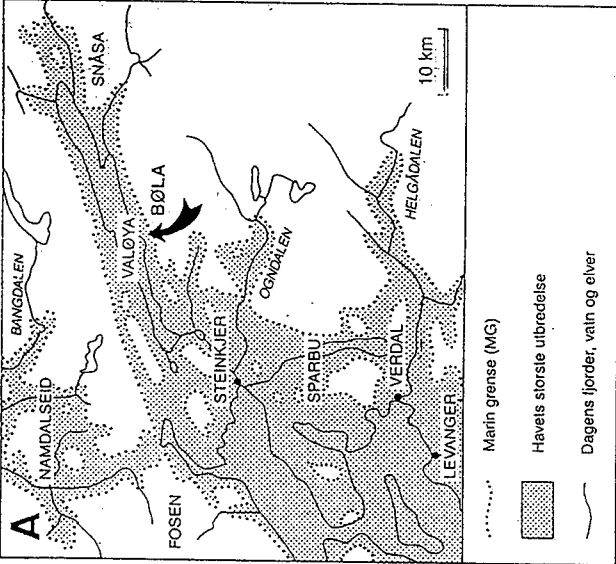 A
BANGDALEN
NAMDALSEID
SNÅSA
VALØYA
BØLA
FOSEN
STEINKJER
OGNDALEN
SPARBU
HELGÅDALEN
VERDAL
LEVANGER
10 km
Marin grense (MG)
Havets største utbredelse
Dagens fjorder, vatn og elver